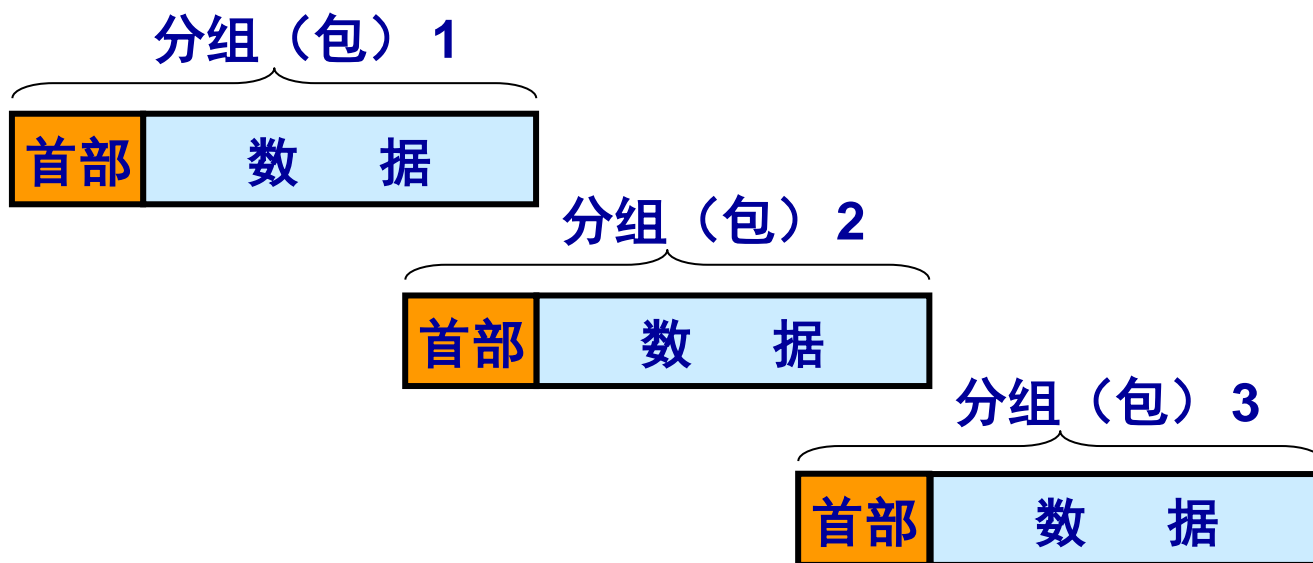 分组（包）1
首部 数 据
分组（包）2
首部 数 据
分组（包）3
首部 数 据